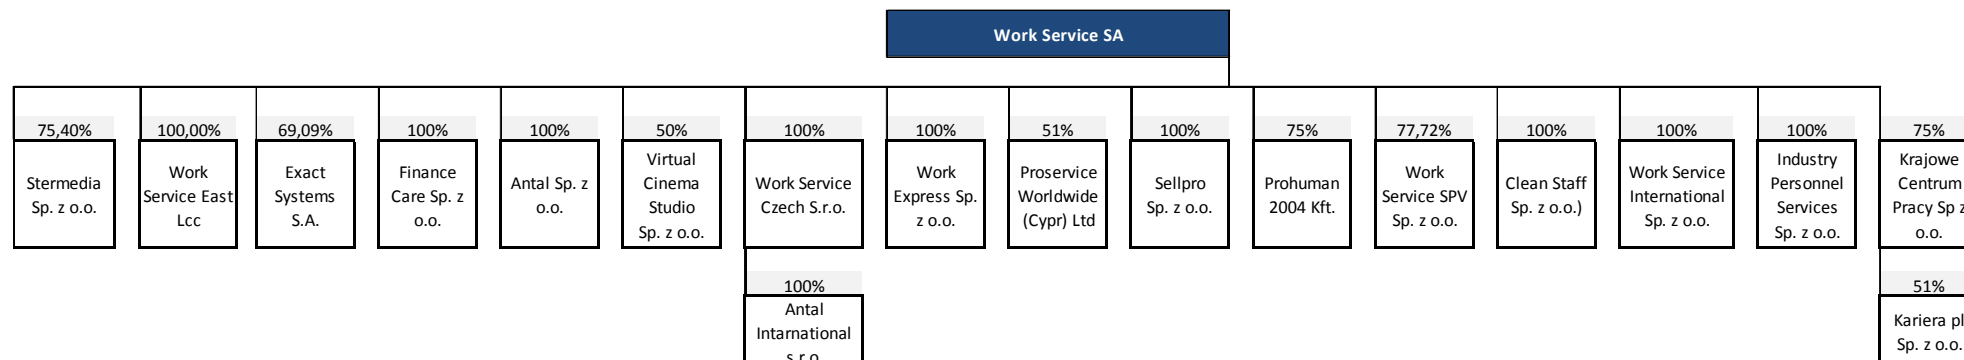 Work Service SA
75,40%
Stermedia
Sp. z o.o.
100,00%
Work
Service East
Lcc
69,09%
Exact
Systems
S.A.
100%
Finance
Care Sp. z
o.o.
100%
Antal Sp. z
o.o.
50%
Virtual
Cinema
Studio
Sp. z o.o.
100%
Work Service
Czech S.r.o.
100%
Work
Express Sp.
z o.o.
51%
Proservice
Worldwide
(Cypr) Ltd
100%
Sellpro
Sp. z o.o.
75%
Prohuman
2004 Kft.
77,72%
Work
Service SPV
Sp. z o.o.
100%
Clean Staff
Sp. z o.o.)
100%
Work Service
International
Sp. z o.o.
100%
Industry
Personnel
Services
Sp. z o.o.
75%
Krajowe
Centrum
Pracy Sp z
o.o.
100%
Antal
Intarnational
s.r.o.
51%
Kariera pl
Sp. z o.o.